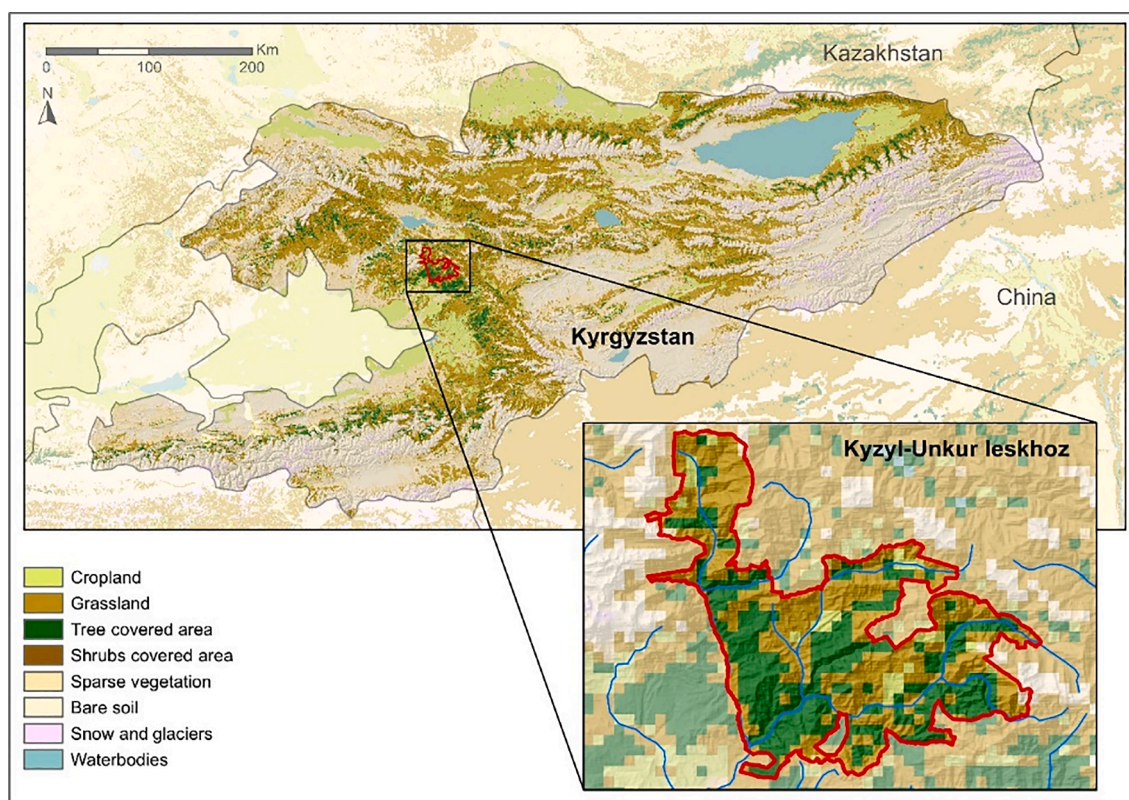 Km
0 100 200
N
Kazakhstan
China
Kyrgyzstan
Kyzyl-Unkur leskhoz
Cropland
Grassland
Tree covered area
Shrubs covered area
Sparse vegetation
Bare soil
Snow and glaciers
Waterbodies